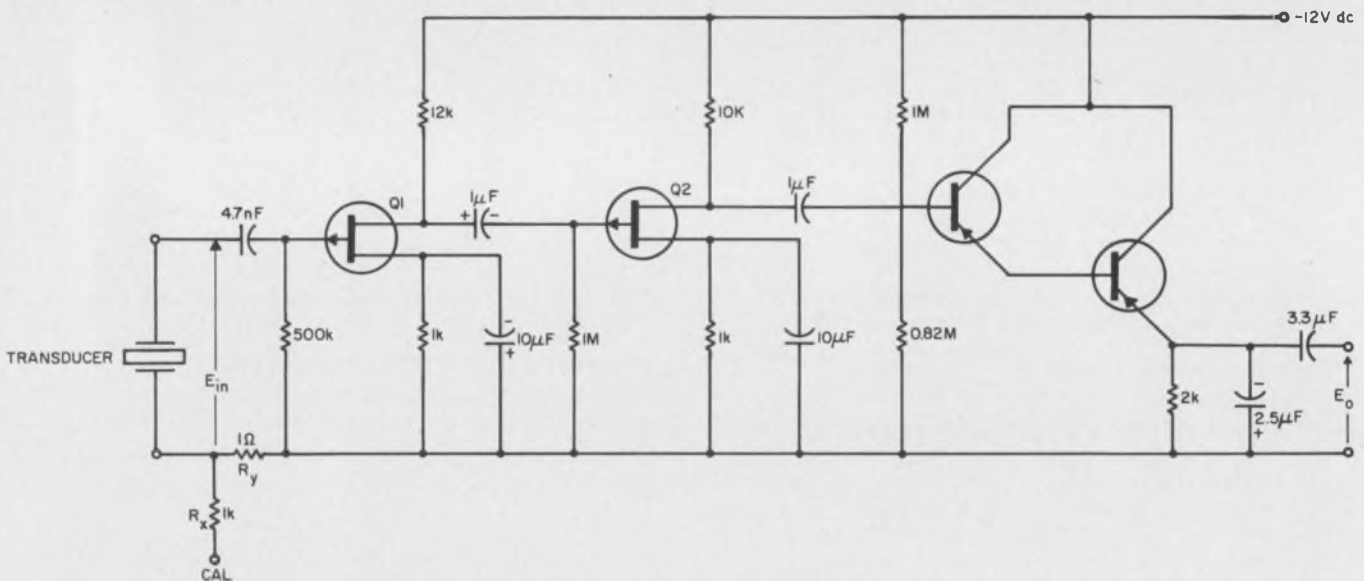 -12V dc
12k
10K
1M
Q1
Q2
4.7nF
1μF
+ -
1μF
500k
1k
-
10μF
+
1M
1k
10μF
0.82M
3.3μF
TRANSDUCER
Ein
2k
-
2.5μF
+
Eo
1Ω
Ry
Rx
1k
CAL